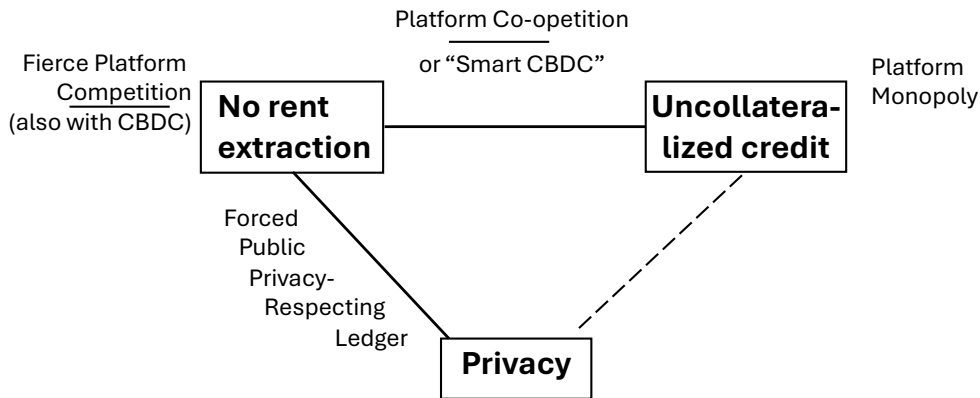 Platform Co-opetition
or “Smart CBDC”
Fierce Platform
Competition
(also with CBDC)
No rent
extraction
Uncollatera-
lized credit
Platform
Monopoly
Forced
Public
Privacy-
Respecting
Ledger
Privacy